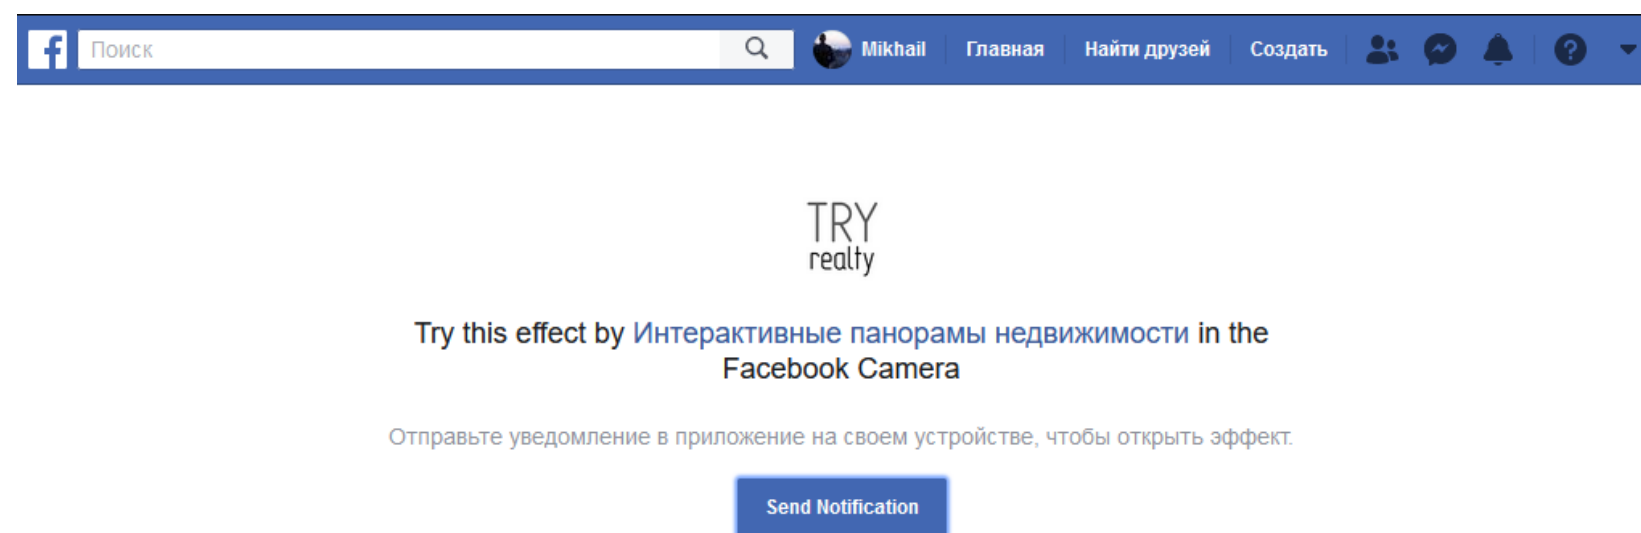 f Поиск Mikhail Главная Найти друзей Создать ?
TRY
realty
Try this effect by Интерактивные панорамы недвижимости in the
Facebook Camera
Отправьте уведомление в приложение на своем устройстве, чтобы открыть эффект.
Send Notification